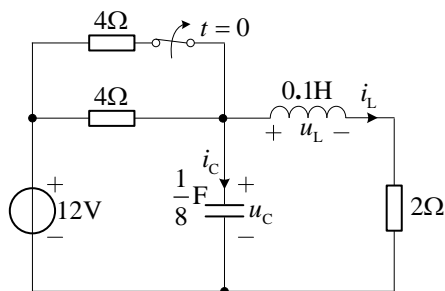 4Ω
t = 0
4Ω
0.1H
i_L
+ u_L −
i_C
+
12V
−
1/8 F
+
u_C
−
2Ω